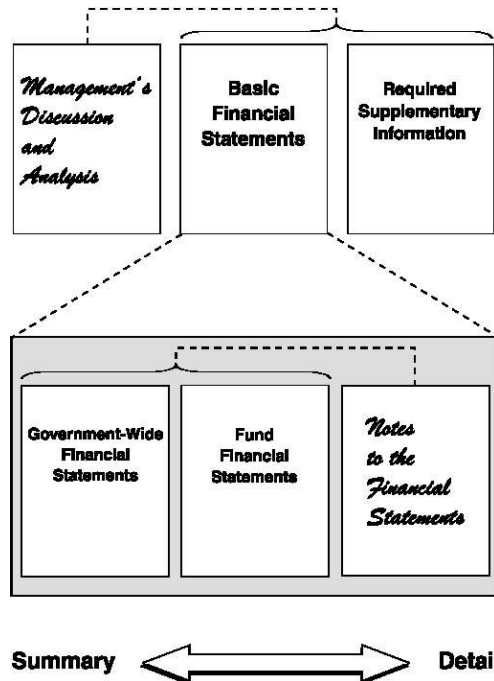 Management's
Discussion
and
Analysis
Basic
Financial
Statements
Required
Supplementary
Information
Government-Wide
Financial
Statements
Fund
Financial
Statements
Notes
to the
Financial
Statements
Summary
Detai